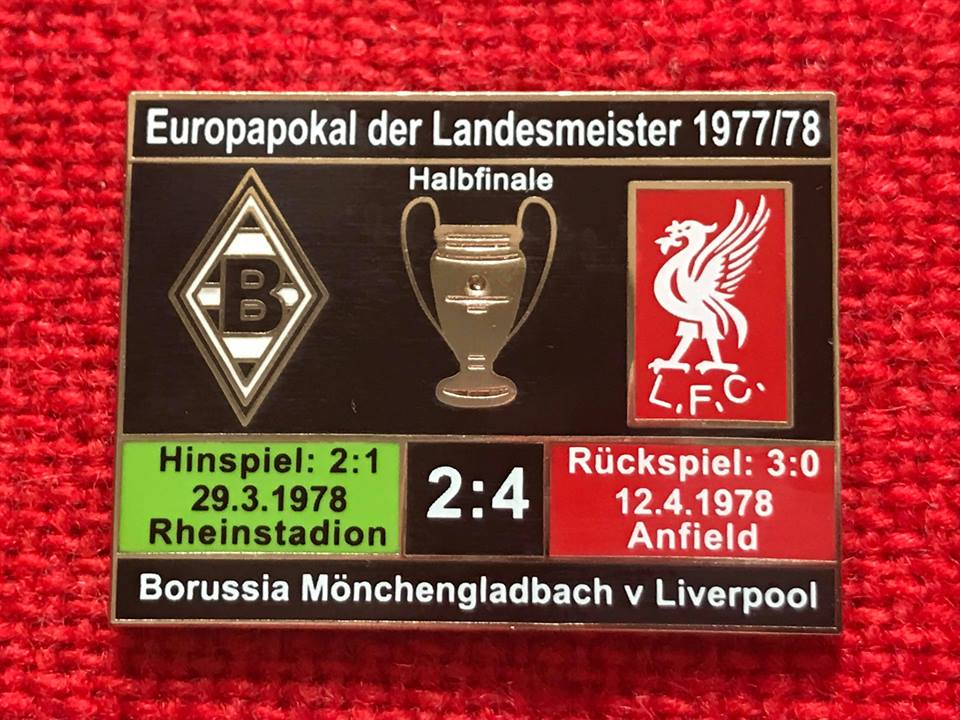 Europapokal der Landesmeister 1977/78
Halbfinale
B
L.F.C.
Hinspiel: 2:1
29.3.1978
Rheinstadion
2:4
Rückspiel: 3:0
12.4.1978
Anfield
Borussia Mönchengladbach v Liverpool